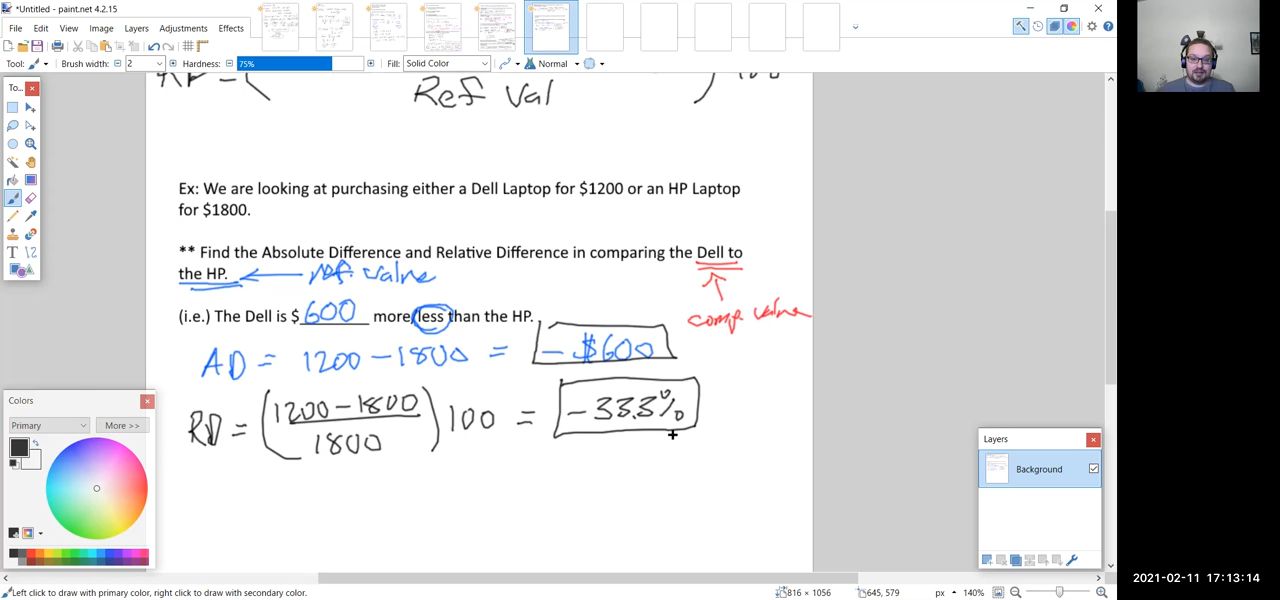 *Untitled - paint.net 4.2.15
File Edit View Image Layers Adjustments Effects
Tool: Brush width: 2 Hardness: 75% Fill: Solid Color Normal
To...
Ref Val
Ex: We are looking at purchasing either a Dell Laptop for $1200 or an HP Laptop
for $1800.
** Find the Absolute Difference and Relative Difference in comparing the Dell to
the HP. ref. value
comp value
(i.e.) The Dell is $ 600 more/less than the HP.
AD = 1200 - 1800 = - $600
RD = (1200 - 1800 / 1800) 100 = -33.3%
Colors
Primary More >>
Layers
Background
Left click to draw with primary color, right click to draw with secondary color.
816 x 1056 645, 579 px 140%
2021-02-11 17:13:14